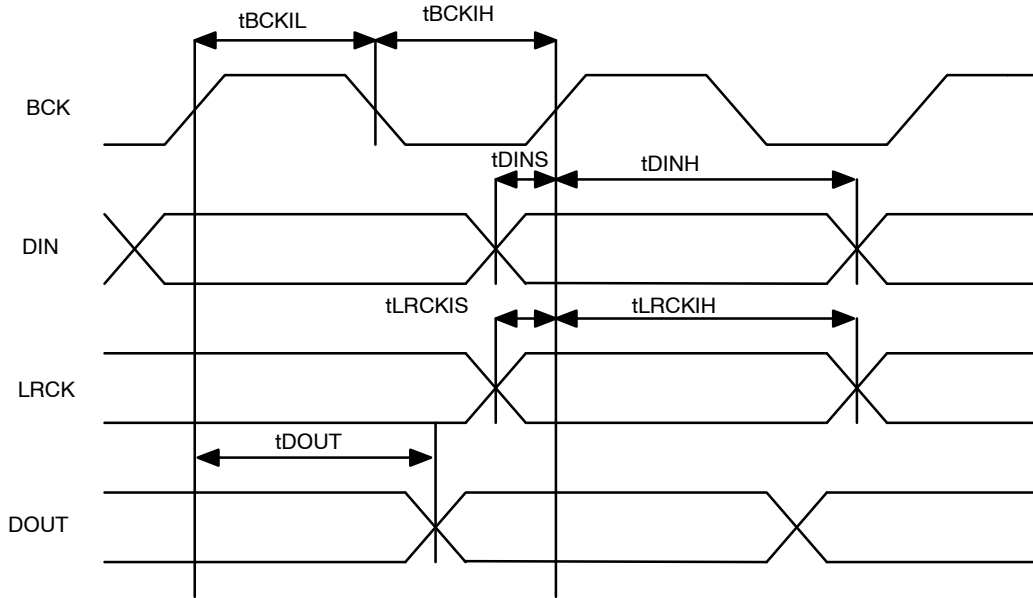 tBCKIL
tBCKIH
BCK
tDINS
tDINH
DIN
tLRCKIS
tLRCKIH
LRCK
tDOUT
DOUT